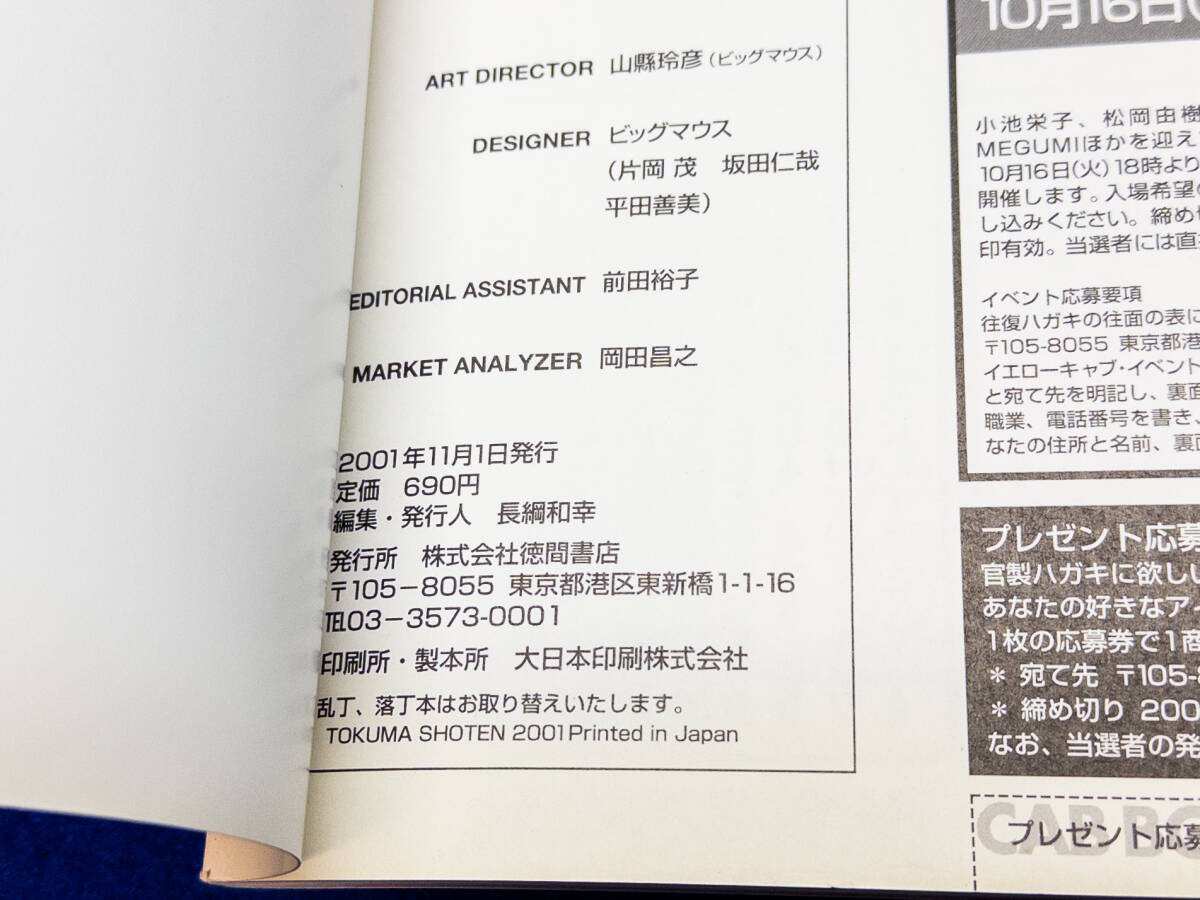 ART DIRECTOR 山縣玲彦(ビッグマウス)
DESIGNER ビッグマウス
(片岡 茂 坂田仁哉
平田善美)
EDITORIAL ASSISTANT 前田裕子
MARKET ANALYZER 岡田昌之
2001年11月1日発行
定価 690円
編集・発行人 長綱和幸
発行所 株式会社徳間書店
〒105-8055 東京都港区東新橋1-1-16
TEL03-3573-0001
印刷所・製本所 大日本印刷株式会社
乱丁、落丁本はお取り替えいたします。
TOKUMA SHOTEN 2001 Printed in Japan
10月16日(
小池栄子、松岡由樹
MEGUMIほかを迎え
10月16日(火)18時より
開催します。入場希望の
し込みください。締め切
印有効。当選者には直接
イベント応募要項
往復ハガキの往面の表に
〒105-8055 東京都港
イエローキャブ・イベント
と宛て先を明記し、裏面
職業、電話番号を書き、
なたの住所と名前、裏面
プレゼント応募
官製ハガキに欲しい
あなたの好きなア
1枚の応募券で1商
* 宛て先 〒105-8
* 締め切り 200
なお、当選者の発
CAB BO
プレゼント応募